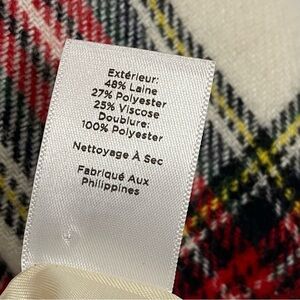 Extérieur:
48% Laine
27% Polyester
25% Viscose
Doublure:
100% Polyester
Nettoyage À Sec
Fabriqué Aux
Philippines